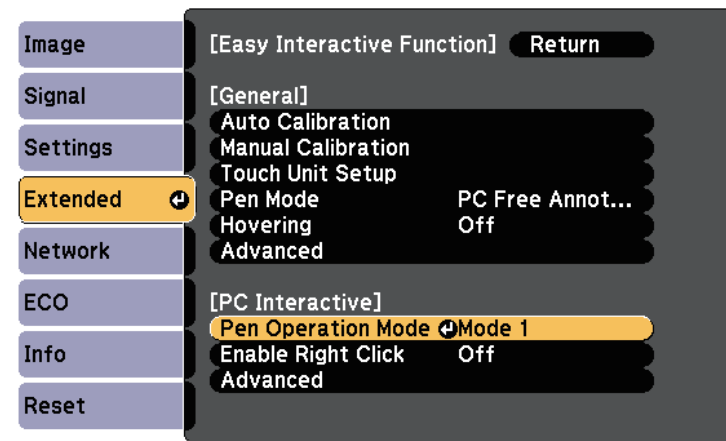 Image
Signal
Settings
Extended
Network
ECO
Info
Reset
[Easy Interactive Function] Return
[General]
Auto Calibration
Manual Calibration
Touch Unit Setup
Pen Mode PC Free Annot...
Hovering Off
Advanced
[PC Interactive]
Pen Operation Mode Mode 1
Enable Right Click Off
Advanced